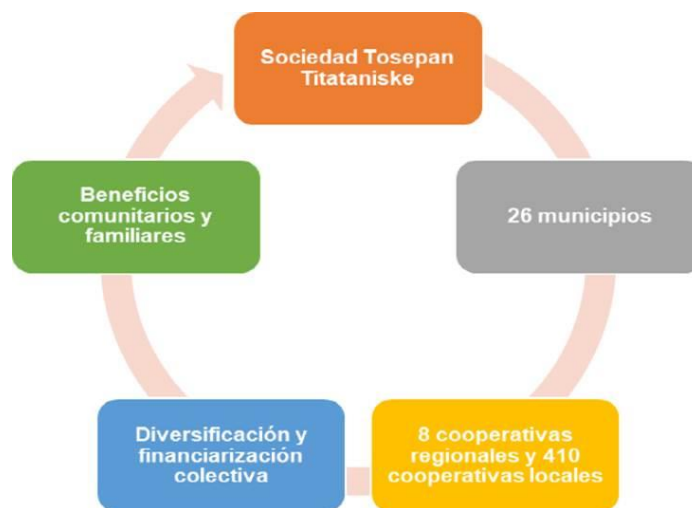 Sociedad Tosepan
Titataniske
26 municipios
8 cooperativas
regionales y 410
cooperativas locales
Diversificación y
financiarización
colectiva
Beneficios
comunitarios y
familiares